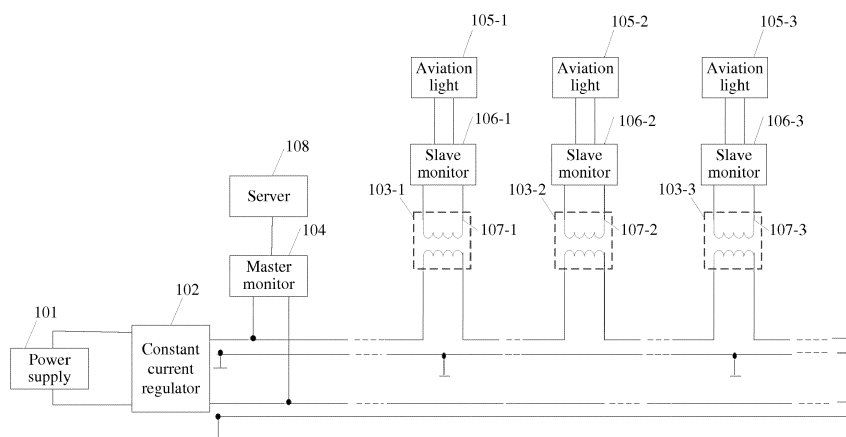 105-1
105-2
105-3
Aviation
light
Aviation
light
Aviation
light
106-1
106-2
106-3
108
Slave
monitor
Slave
monitor
Slave
monitor
103-1
103-2
103-3
Server
104
107-1
107-2
107-3
Master
monitor
102
101
Constant
current
regulator
Power
supply